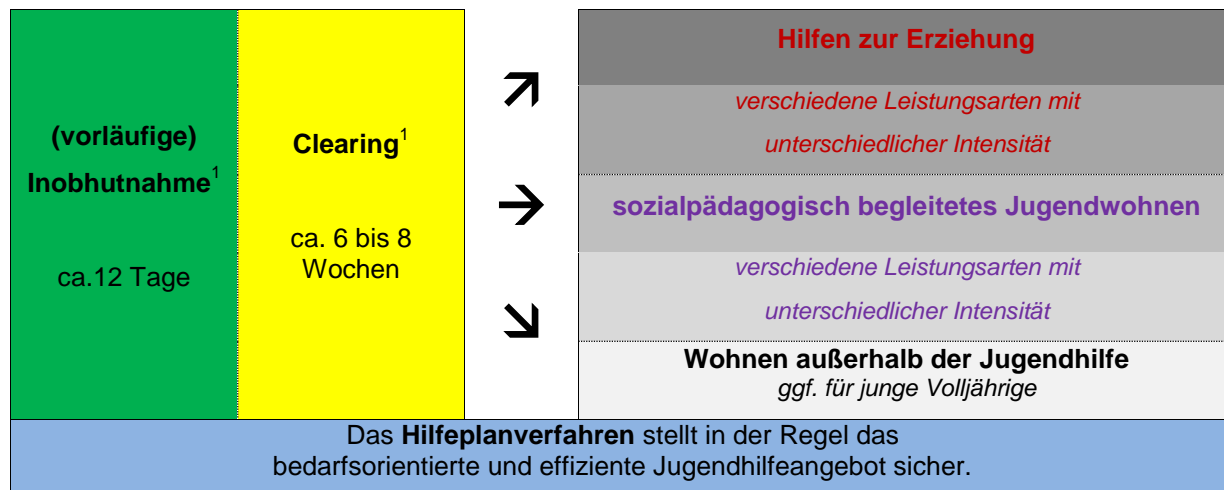 (vorläufige)
Inobhutnahme¹
ca.12 Tage
Clearing¹
ca. 6 bis 8
Wochen
Hilfen zur Erziehung
verschiedene Leistungsarten mit
unterschiedlicher Intensität
sozialpädagogisch begleitetes Jugendwohnen
verschiedene Leistungsarten mit
unterschiedlicher Intensität
Wohnen außerhalb der Jugendhilfe
ggf. für junge Volljährige
Das Hilfeplanverfahren stellt in der Regel das
bedarfsorientierte und effiziente Jugendhilfeangebot sicher.